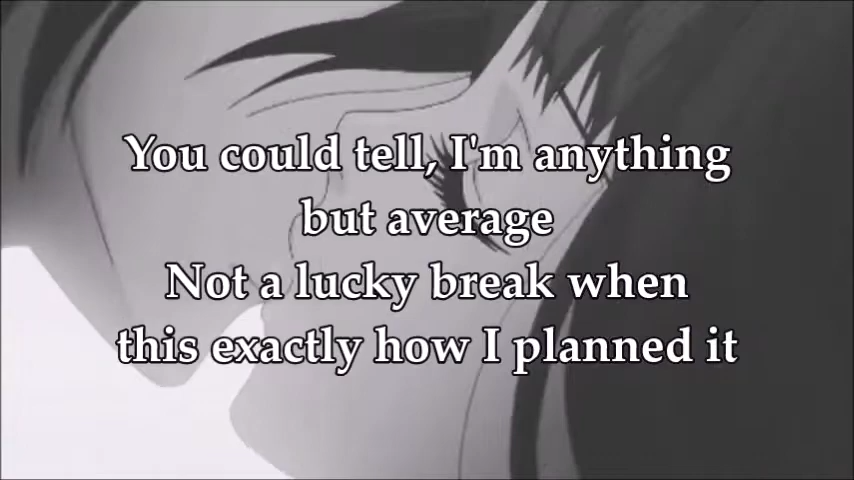 You could tell, I'm anything
but average
Not a lucky break when
this exactly how I planned it